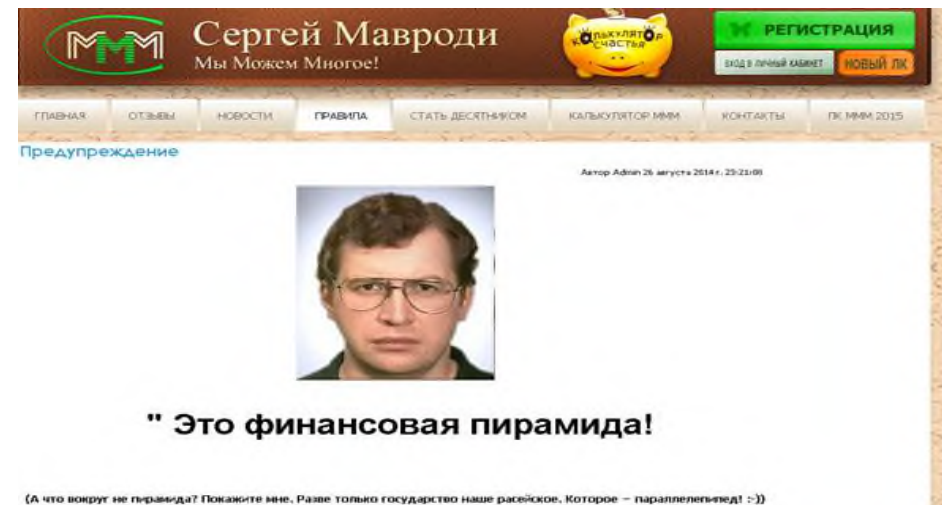 МММ
Сергей Мавроди
Мы Можем Многое!
калькулятор
счастья
РЕГИСТРАЦИЯ
ВХОД В ЛИЧНЫЙ КАБИНЕТ
НОВЫЙ ЛК
ГЛАВНАЯ ОТЗЫВЫ НОВОСТИ ПРАВИЛА СТАТЬ ДЕСЯТНИКОМ КАЛЬКУЛЯТОР МММ КОНТАКТЫ ЛК МММ 2015
Предупреждение
Автор Admin 26 августа 2014 г. 23:21:08
" Это финансовая пирамида!
(А что вокруг не пирамида? Покажите мне. Разве только государство наше расейское. Которое – параллелепипед! :-))